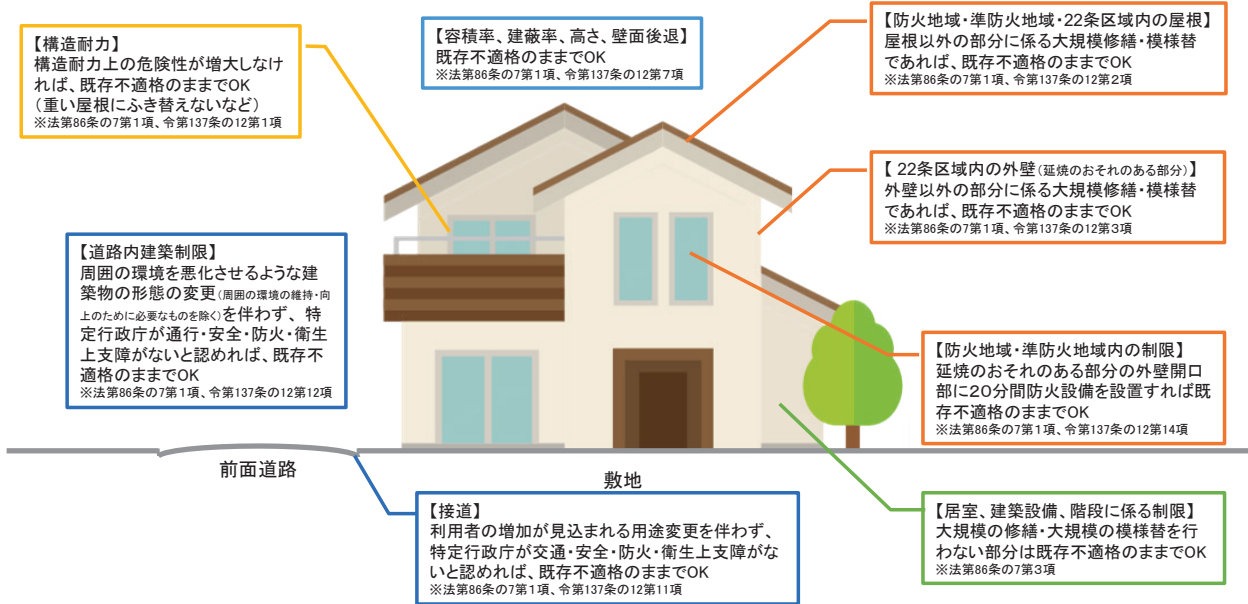 【構造耐力】
構造耐力上の危険性が増大しなけ
れば、既存不適格のままでOK
（重い屋根にふき替えないなど）
※法第86条の7第1項、令第137条の12第1項
【容積率、建蔽率、高さ、壁面後退】
既存不適格のままでOK
※法第86条の7第1項、令第137条の12第7項
【防火地域・準防火地域・22条区域内の屋根】
屋根以外の部分に係る大規模修繕・模様替
であれば、既存不適格のままでOK
※法第86条の7第1項、令第137条の12第2項
【 22条区域内の外壁(延焼のおそれのある部分)】
外壁以外の部分に係る大規模修繕・模様替
であれば、既存不適格のままでOK
※法第86条の7第1項、令第137条の12第3項
【道路内建築制限】
周囲の環境を悪化させるような建
築物の形態の変更(周囲の環境の維持・向
上のために必要なものを除く)を伴わず、特
定行政庁が通行・安全・防火・衛生
上支障がないと認めれば、既存不
適格のままでOK
※法第86条の7第1項、令第137条の12第12項
【防火地域・準防火地域内の制限】
延焼のおそれのある部分の外壁開口
部に20分間防火設備を設置すれば既
存不適格のままでOK
※法第86条の7第1項、令第137条の12第14項
前面道路
敷地
【接道】
利用者の増加が見込まれる用途変更を伴わず、
特定行政庁が交通・安全・防火・衛生上支障がな
いと認めれば、既存不適格のままでOK
※法第86条の7第1項、令第137条の12第11項
【居室、建築設備、階段に係る制限】
大規模の修繕・大規模の模様替を行
わない部分は既存不適格のままでOK
※法第86条の7第3項